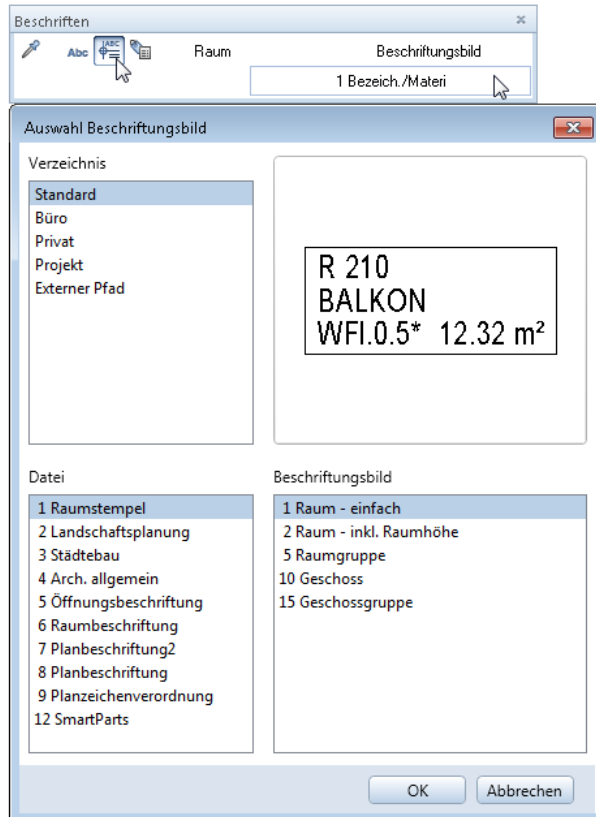 Beschriften
Abc ABC Raum Beschriftungsbild
1 Bezeich./Materi
Auswahl Beschriftungsbild
Verzeichnis
Standard
Büro
Privat
Projekt
Externer Pfad
R 210
BALKON
WFl.0.5* 12.32 m²
Datei
1 Raumstempel
2 Landschaftsplanung
3 Städtebau
4 Arch. allgemein
5 Öffnungsbeschriftung
6 Raumbeschriftung
7 Planbeschriftung2
8 Planbeschriftung
9 Planzeichenverordnung
12 SmartParts
Beschriftungsbild
1 Raum - einfach
2 Raum - inkl. Raumhöhe
5 Raumgruppe
10 Geschoss
15 Geschossgruppe
OK Abbrechen